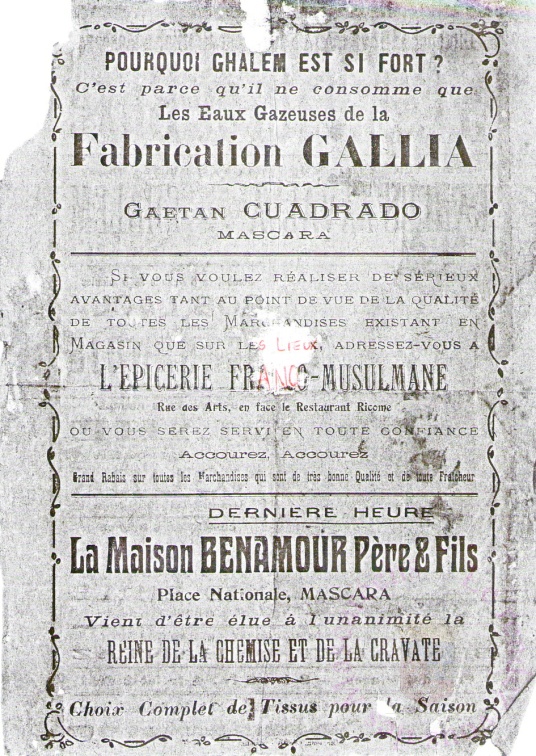 POURQUOI GHALEM EST SI FORT ?
C'est parce qu'il ne consomme que
Les Eaux Gazeuses de la
Fabrication GALLIA
GAETAN CUADRADO
MASCARA
SI VOUS VOULEZ RÉALISER DE SÉRIEUX
AVANTAGES TANT AU POINT DE VUE DE LA QUALITÉ
DE TOUTES LES MARCHANDISES EXISTANT EN
MAGASIN QUE SUR LES LIEUX, ADRESSEZ-VOUS A
L'EPICERIE FRANCO-MUSULMANE
Rue des Arts, en face le Restaurant Ricome
OU VOUS SEREZ SERVI EN TOUTE CONFIANCE
ACCOUREZ, ACCOUREZ
Grand Rabais sur toutes les Marchandises qui sont de très bonne Qualité et de toute Fraîcheur
DERNIERE HEURE
La Maison BENAMOUR Père & Fils
Place Nationale, MASCARA
Vient d'être élue à l'unanimité la
REINE DE LA CHEMISE ET DE LA CRAVATE
Choix Complet de Tissus pour la Saison